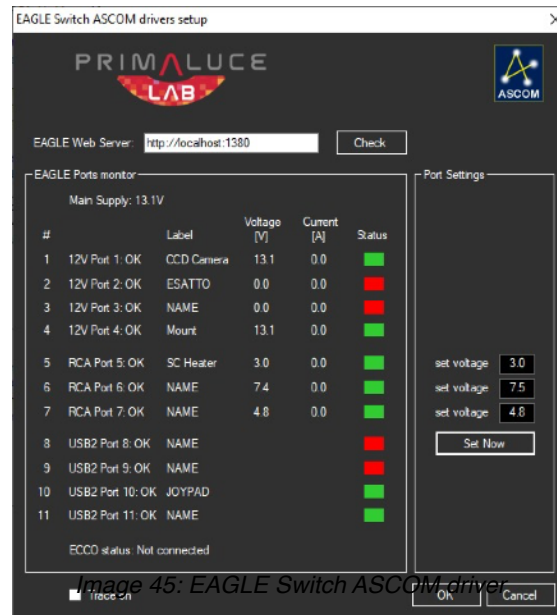 EAGLE Switch ASCOM drivers setup
PRIMALUCE
LAB
ASCOM
EAGLE Web Server: http://localhost:1380 Check
EAGLE Ports monitor
Port Settings
Main Supply: 13.1V
# Label Voltage [V] Current [A] Status
1 12V Port 1: OK CCD Camera 13.1 0.0
2 12V Port 2: OK ESATTO 0.0 0.0
3 12V Port 3: OK NAME 0.0 0.0
4 12V Port 4: OK Mount 13.1 0.0
5 RCA Port 5: OK SC Heater 3.0 0.0 set voltage 3.0
6 RCA Port 6: OK NAME 7.4 0.0 set voltage 7.5
7 RCA Port 7: OK NAME 4.8 0.0 set voltage 4.8
8 USB2 Port 8: OK NAME Set Now
9 USB2 Port 9: OK NAME
10 USB2 Port 10: OK JOYPAD
11 USB2 Port 11: OK NAME
ECCO status: Not connected
Image 45: EAGLE Switch ASCOM driver
Trace on OK Cancel